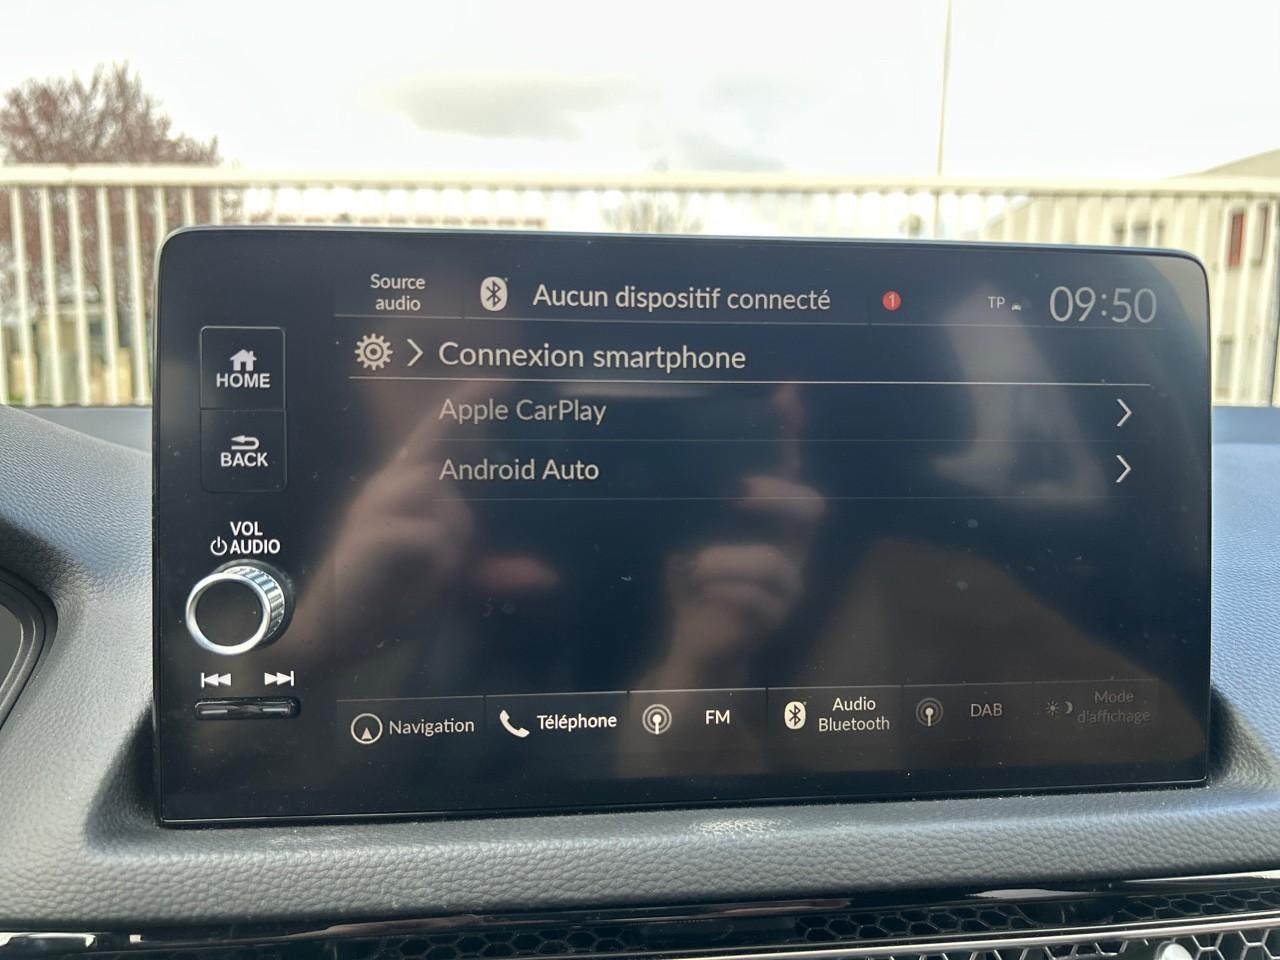 Source
audio
Aucun dispositif connecté
1
TP
09:50
HOME
Connexion smartphone
Apple CarPlay
BACK
Android Auto
VOL
AUDIO
Navigation
Téléphone
FM
Audio
Bluetooth
DAB
Mode
d'affichage